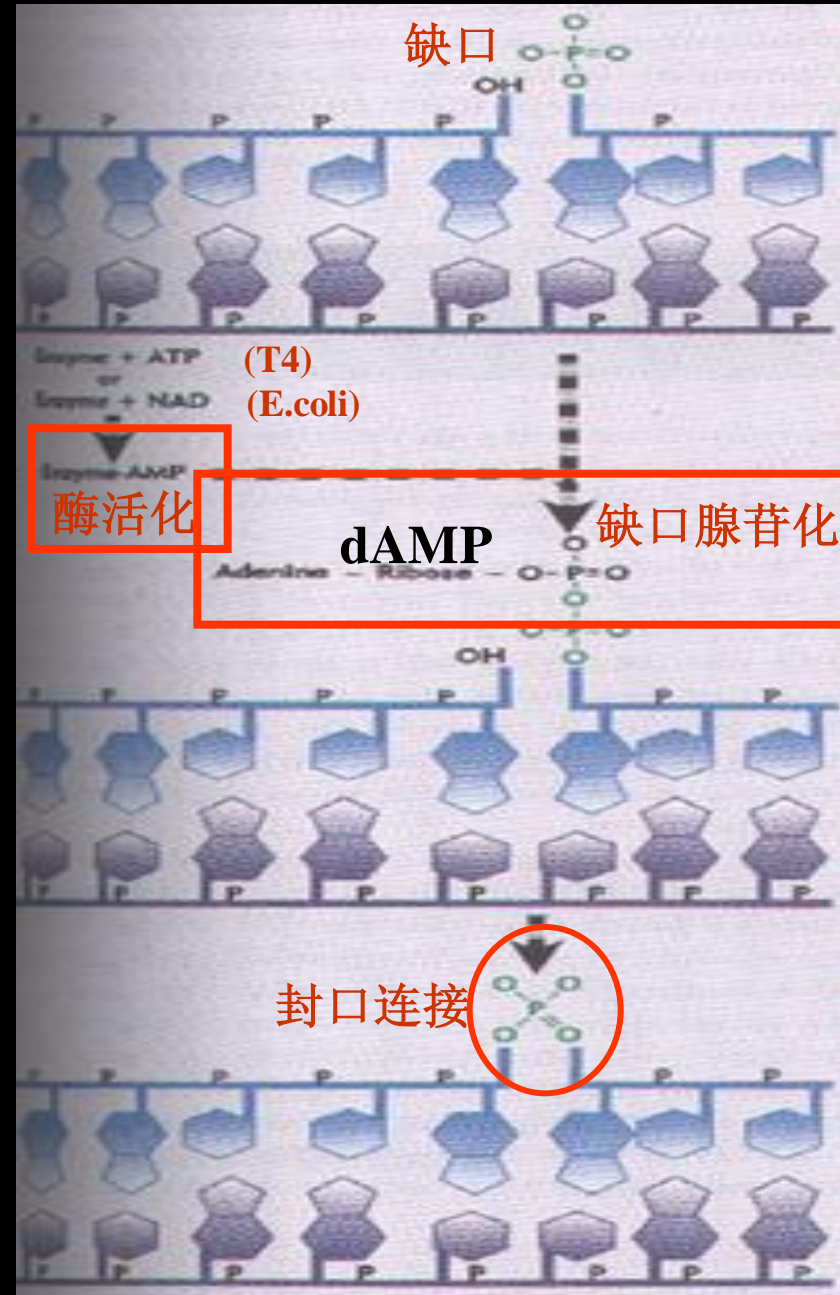 缺口
O-P=O
O
OH
P P P P P P
P P P P P P P
Enzyme + ATP (T4)
or
Enzyme + NAD (E.coli)
Enzyme-AMP
酶活化
dAMP
缺口腺苷化
O
Adenine – Ribose – O-P=O
O
OH
O
P P P P P P P
P P P P P P P
封口连接
O O
P
O O
P P P P P P P
P P P P P P P